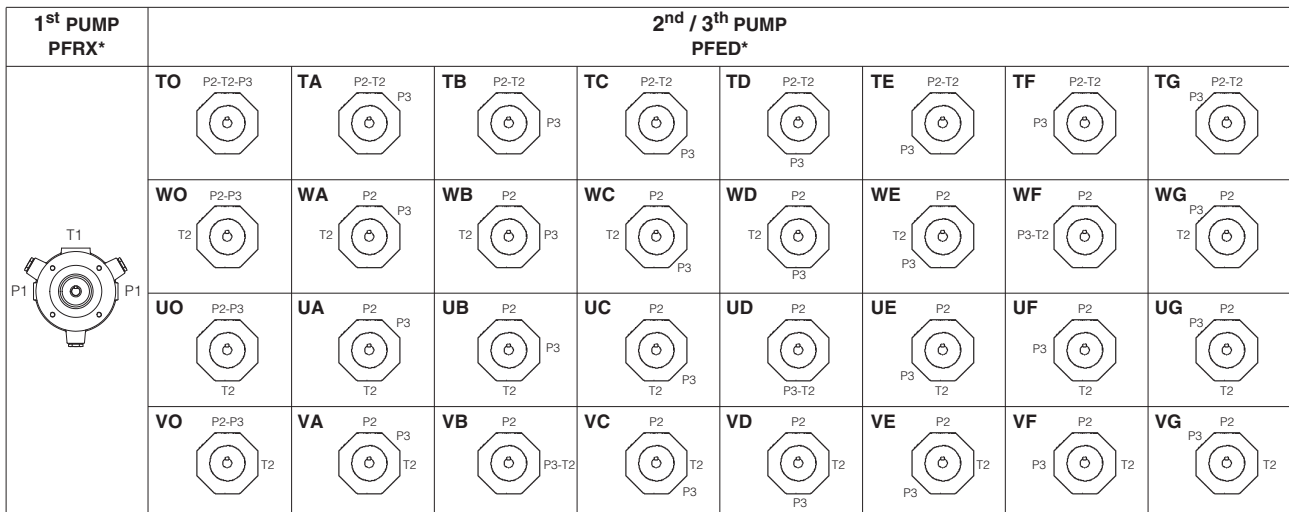 1st PUMP
PFRX*
2nd / 3th PUMP
PFED*
T1
P1 P1
TO P2-T2-P3
TA P2-T2 P3
TB P2-T2 P3
TC P2-T2 P3
TD P2-T2 P3
TE P2-T2 P3
TF P2-T2 P3
TG P2-T2 P3
WO P2-P3 T2
WA P2 P3 T2
WB P2 T2 P3
WC P2 T2 P3
WD P2 T2 P3
WE P2 T2 P3
WF P2 P3-T2
WG P2 P3 T2
UO P2-P3 T2
UA P2 P3 T2
UB P2 P3 T2
UC P2 P3 T2
UD P2 P3-T2
UE P2 P3 T2
UF P2 P3 T2
UG P2 P3 T2
VO P2-P3 T2
VA P2 P3 T2
VB P2 P3-T2
VC P2 T2 P3
VD P2 T2 P3
VE P2 T2 P3
VF P2 P3 T2
VG P2 P3 T2